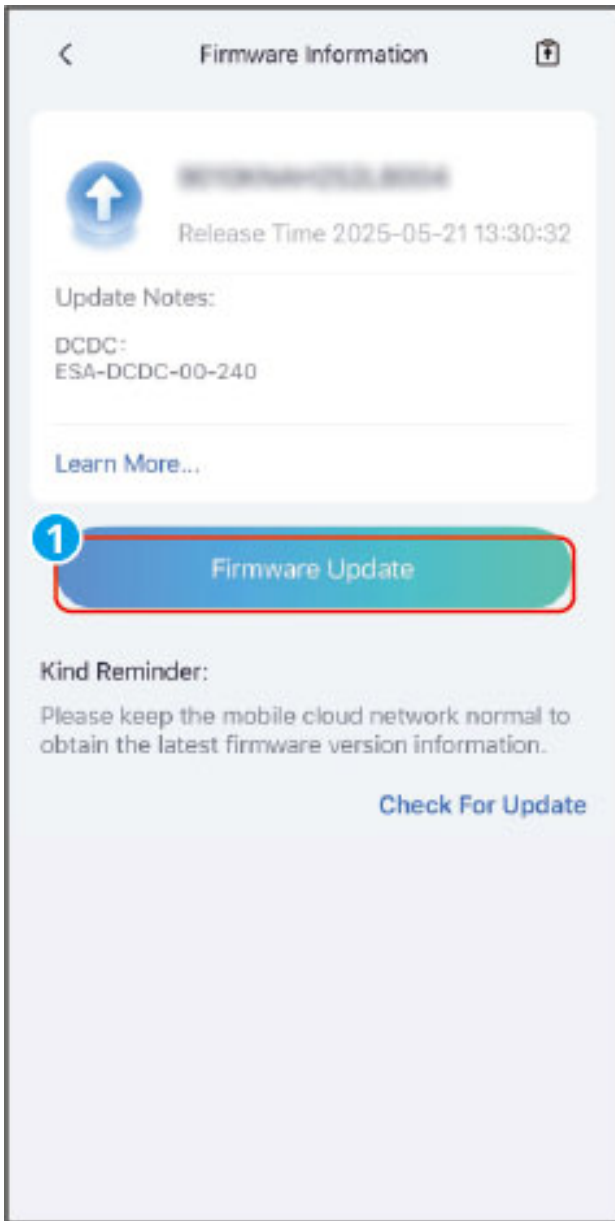 Firmware Information
Release Time 2025-05-21 13:30:32
Update Notes:
DCDC:
ESA-DCDC-00-240
Learn More...
1
Firmware Update
Kind Reminder:
Please keep the mobile cloud network normal to
obtain the latest firmware version information.
Check For Update